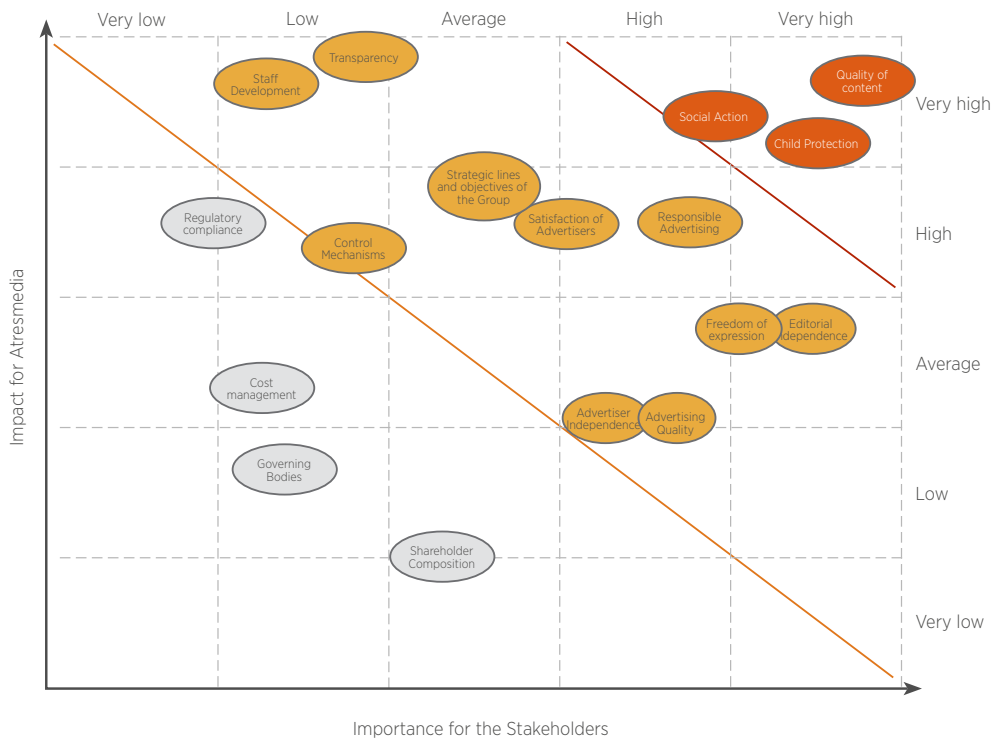 Very low
Low
Average
High
Very high
Transparency
Staff
Development
Quality of
content
Very high
Social Action
Child Protection
Strategic lines
and objectives of
the Group
Regulatory
compliance
Satisfaction of
Advertisers
Responsible
Advertising
High
Control
Mechanisms
Impact for Atresmedia
Freedom of
expression
Editorial
Independence
Average
Cost
management
Advertiser
Independence
Advertising
Quality
Governing
Bodies
Low
Shareholder
Composition
Very low
Importance for the Stakeholders